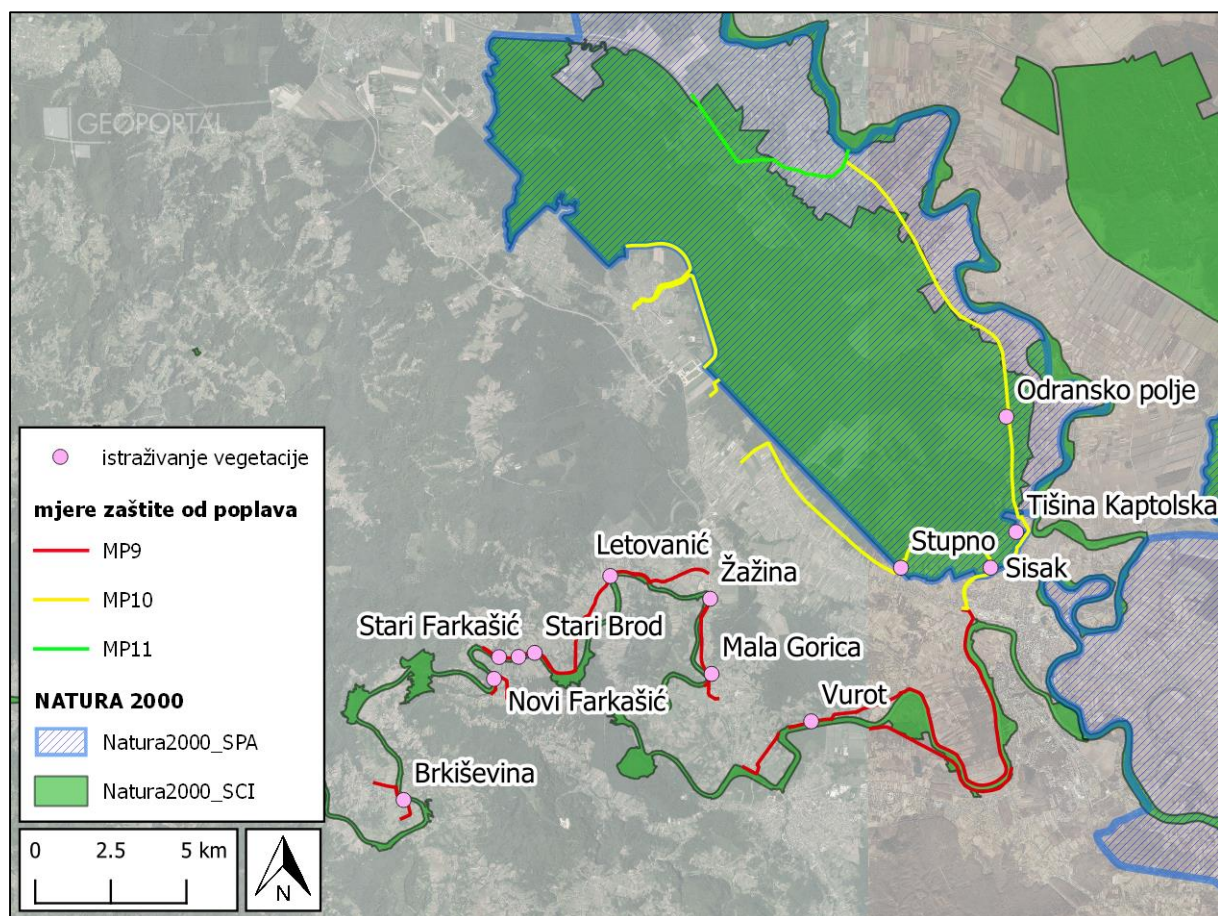 GEOPORTAL
Odransko polje
Tišina Kaptolska
Stupno
Sisak
Letovanić
Žažina
Stari Farkašić
Stari Brod
Mala Gorica
Novi Farkašić
Vurot
Brkiševina
istraživanje vegetacije
mjere zaštite od poplava
MP9
MP10
MP11
NATURA 2000
Natura2000_SPA
Natura2000_SCI
0 2.5 5 km
N